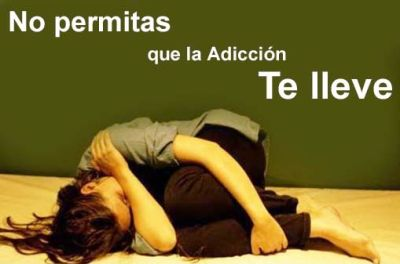 No permitas
que la Adicción
Te lleve